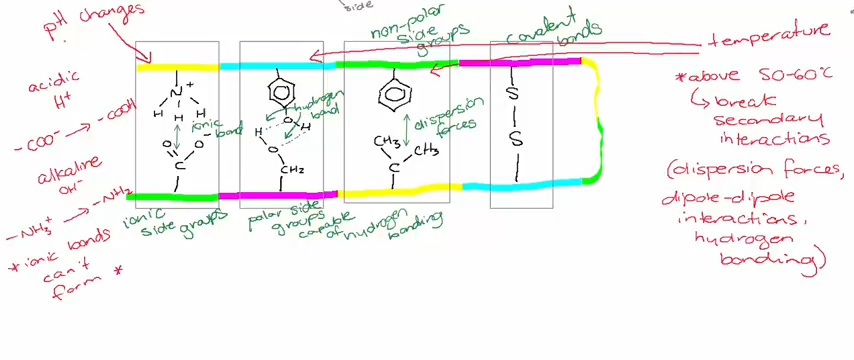 side
pH changes
acidic
H+
-COO⁻ → -COOH
alkaline
OH⁻
-NH₃⁺ → -NH₂
*ionic bonds
can't
form *
N+
H H H
ionic
bond
O O⁻
C
ionic
side groups
hydrogen
bond
O
H H
O
CH₂
polar side
groups
capable
of hydrogen
bonding
non-polar
side
groups
dispersion
forces
CH₃
CH₃
C
covalent
bonds
S
S
temperature
*above 50-60°C
↳ break
secondary
interactions
(dispersion forces,
dipole-dipole
interactions,
hydrogen
bonding)